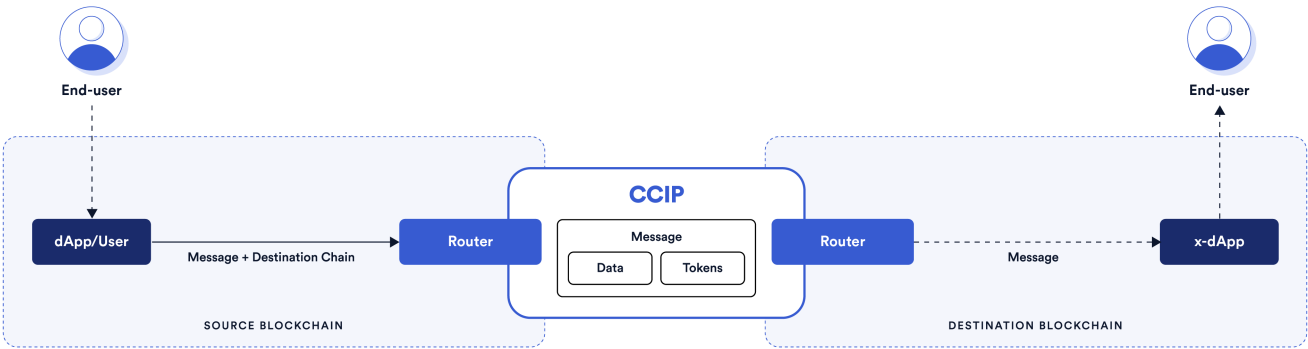 End-user
End-user
CCIP
dApp/User
Message + Destination Chain
Router
Message
Data
Tokens
Router
Message
x-dApp
SOURCE BLOCKCHAIN
DESTINATION BLOCKCHAIN